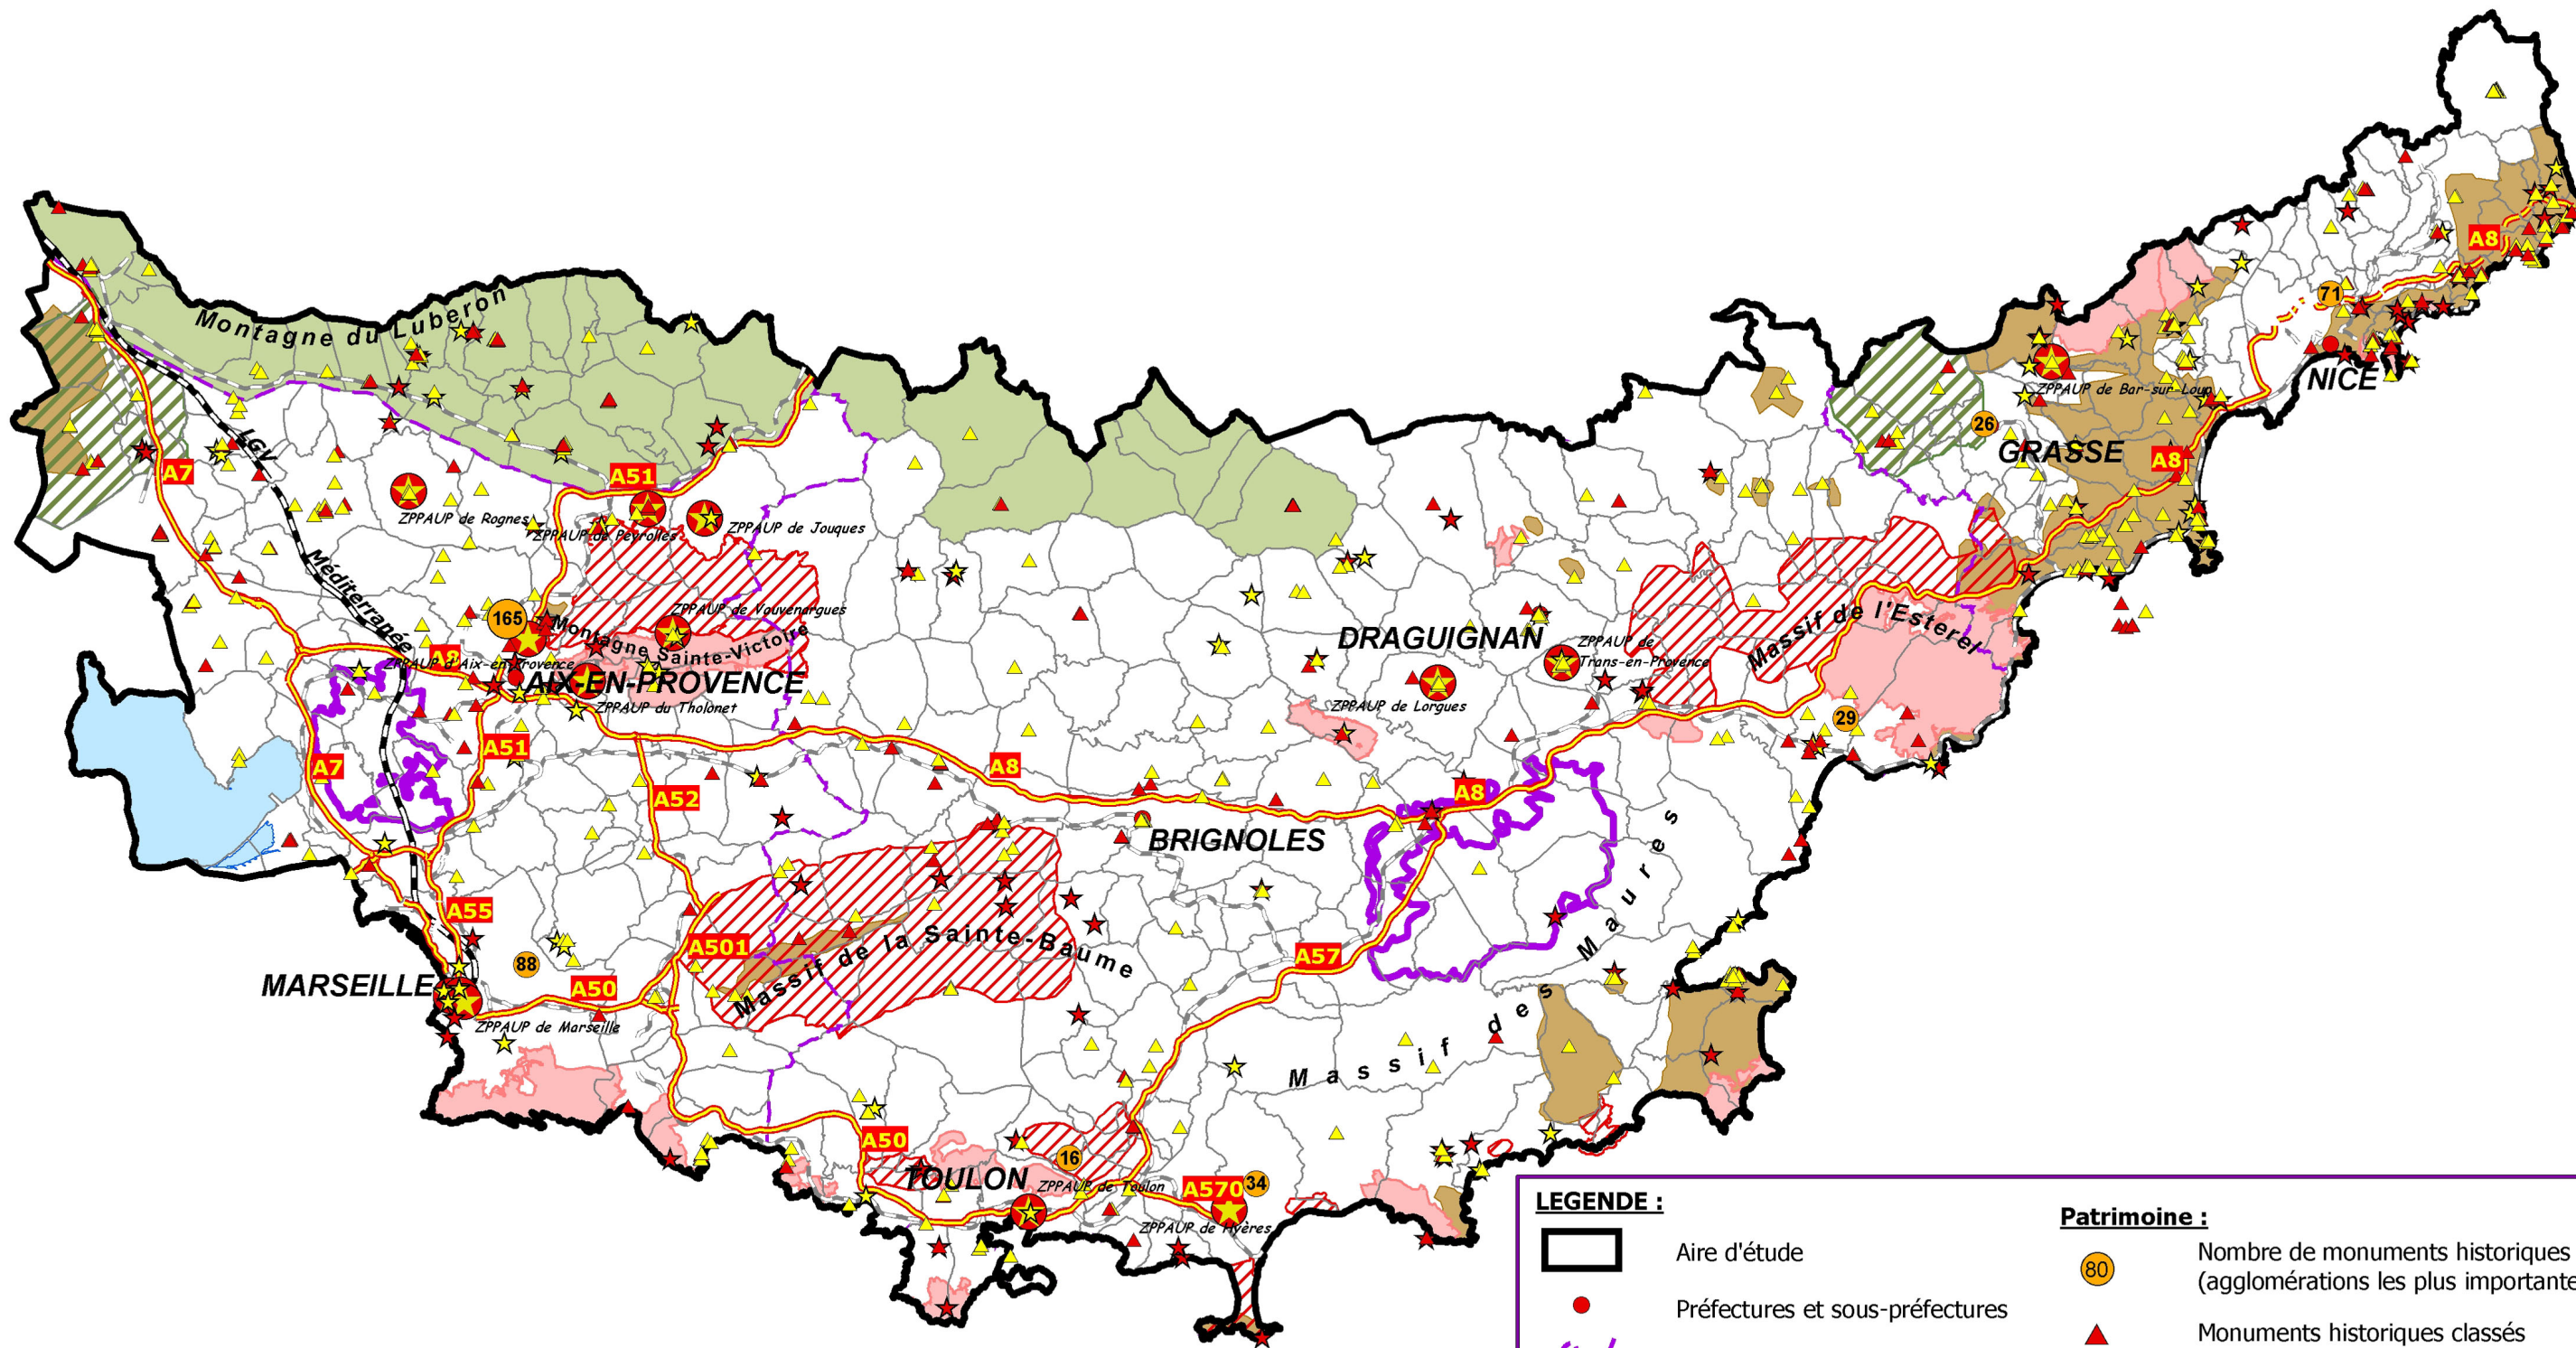 A8
71
NICE
Montagne du Luberon
ZPPAUP de Bar-sur-Loup
26
GRASSE
A8
LGV
A7
A51
ZPPAUP de Rognes
ZPPAUP de Peyrolles
ZPPAUP de Jouques
Méditerranée
165
ZPPAUP de Vouvenargues
Montagne Sainte-Victoire
A8
ZPPAUP d'Aix-en-Provence
AIX-EN-PROVENCE
ZPPAUP du Tholonet
DRAGUIGNAN
ZPPAUP de
Trans-en-Provence
Massif de l'Esterel
ZPPAUP de Lorgues
29
A51
A7
A52
A8
A8
BRIGNOLES
A55
A501
Massif de la Sainte-Baume
A57
Massif des Maures
88
MARSEILLE
A50
ZPPAUP de Marseille
A50
16
TOULON
ZPPAUP de Toulon
A570
34
ZPPAUP de Hyères
LEGENDE :
Aire d'étude
Préfectures et sous-préfectures
Patrimoine :
80
Nombre de monuments historiques
(agglomérations les plus importante
Monuments historiques classés